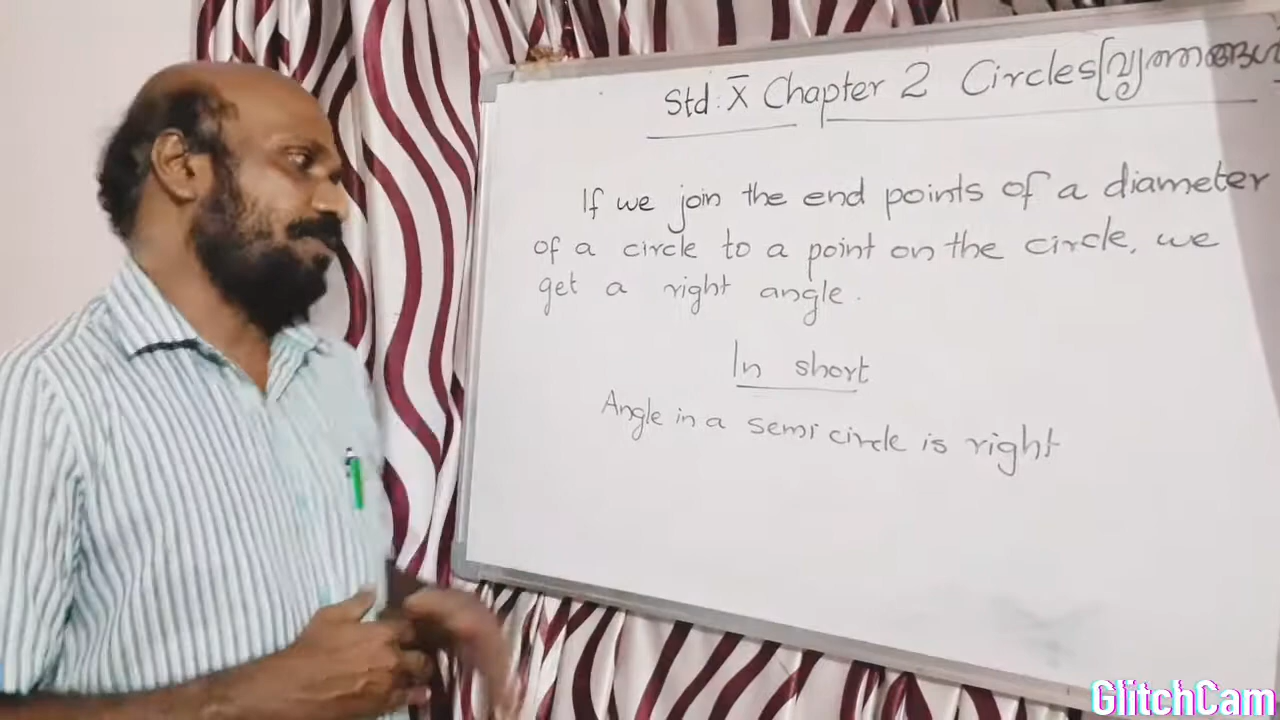 Std: X̄ Chapter 2 Circles(വൃത്തങ്ങൾ
If we join the end points of a diameter
of a circle to a point on the circle, we
get a right angle.
In short
Angle in a semi circle is right
GlitchCam